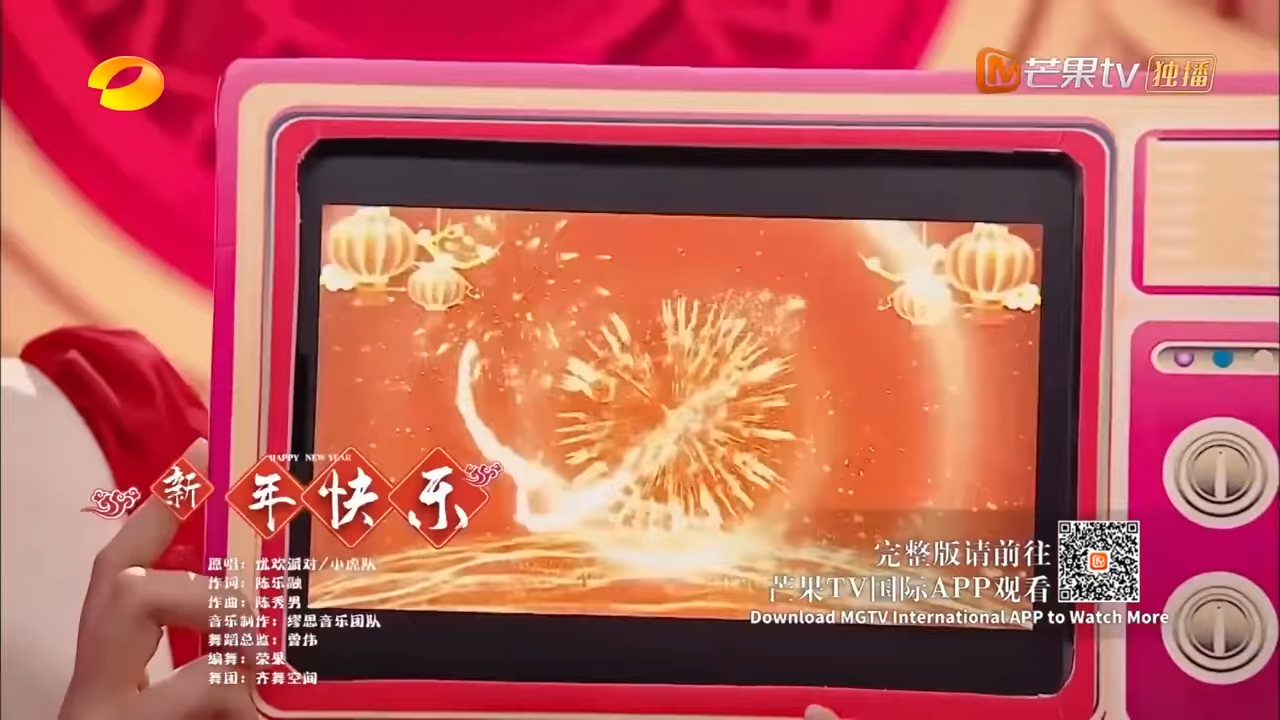 芒果tv 独播
HAPPY NEW YEAR
新年快乐
原唱：优欢派对/小虎队
作词：陈乐融
作曲：陈秀男
音乐制作：缪思音乐团队
舞蹈总监：曾伟
编舞：荣果
舞团：齐舞空间
完整版请前往
芒果TV国际APP观看
Download MGTV International APP to Watch More